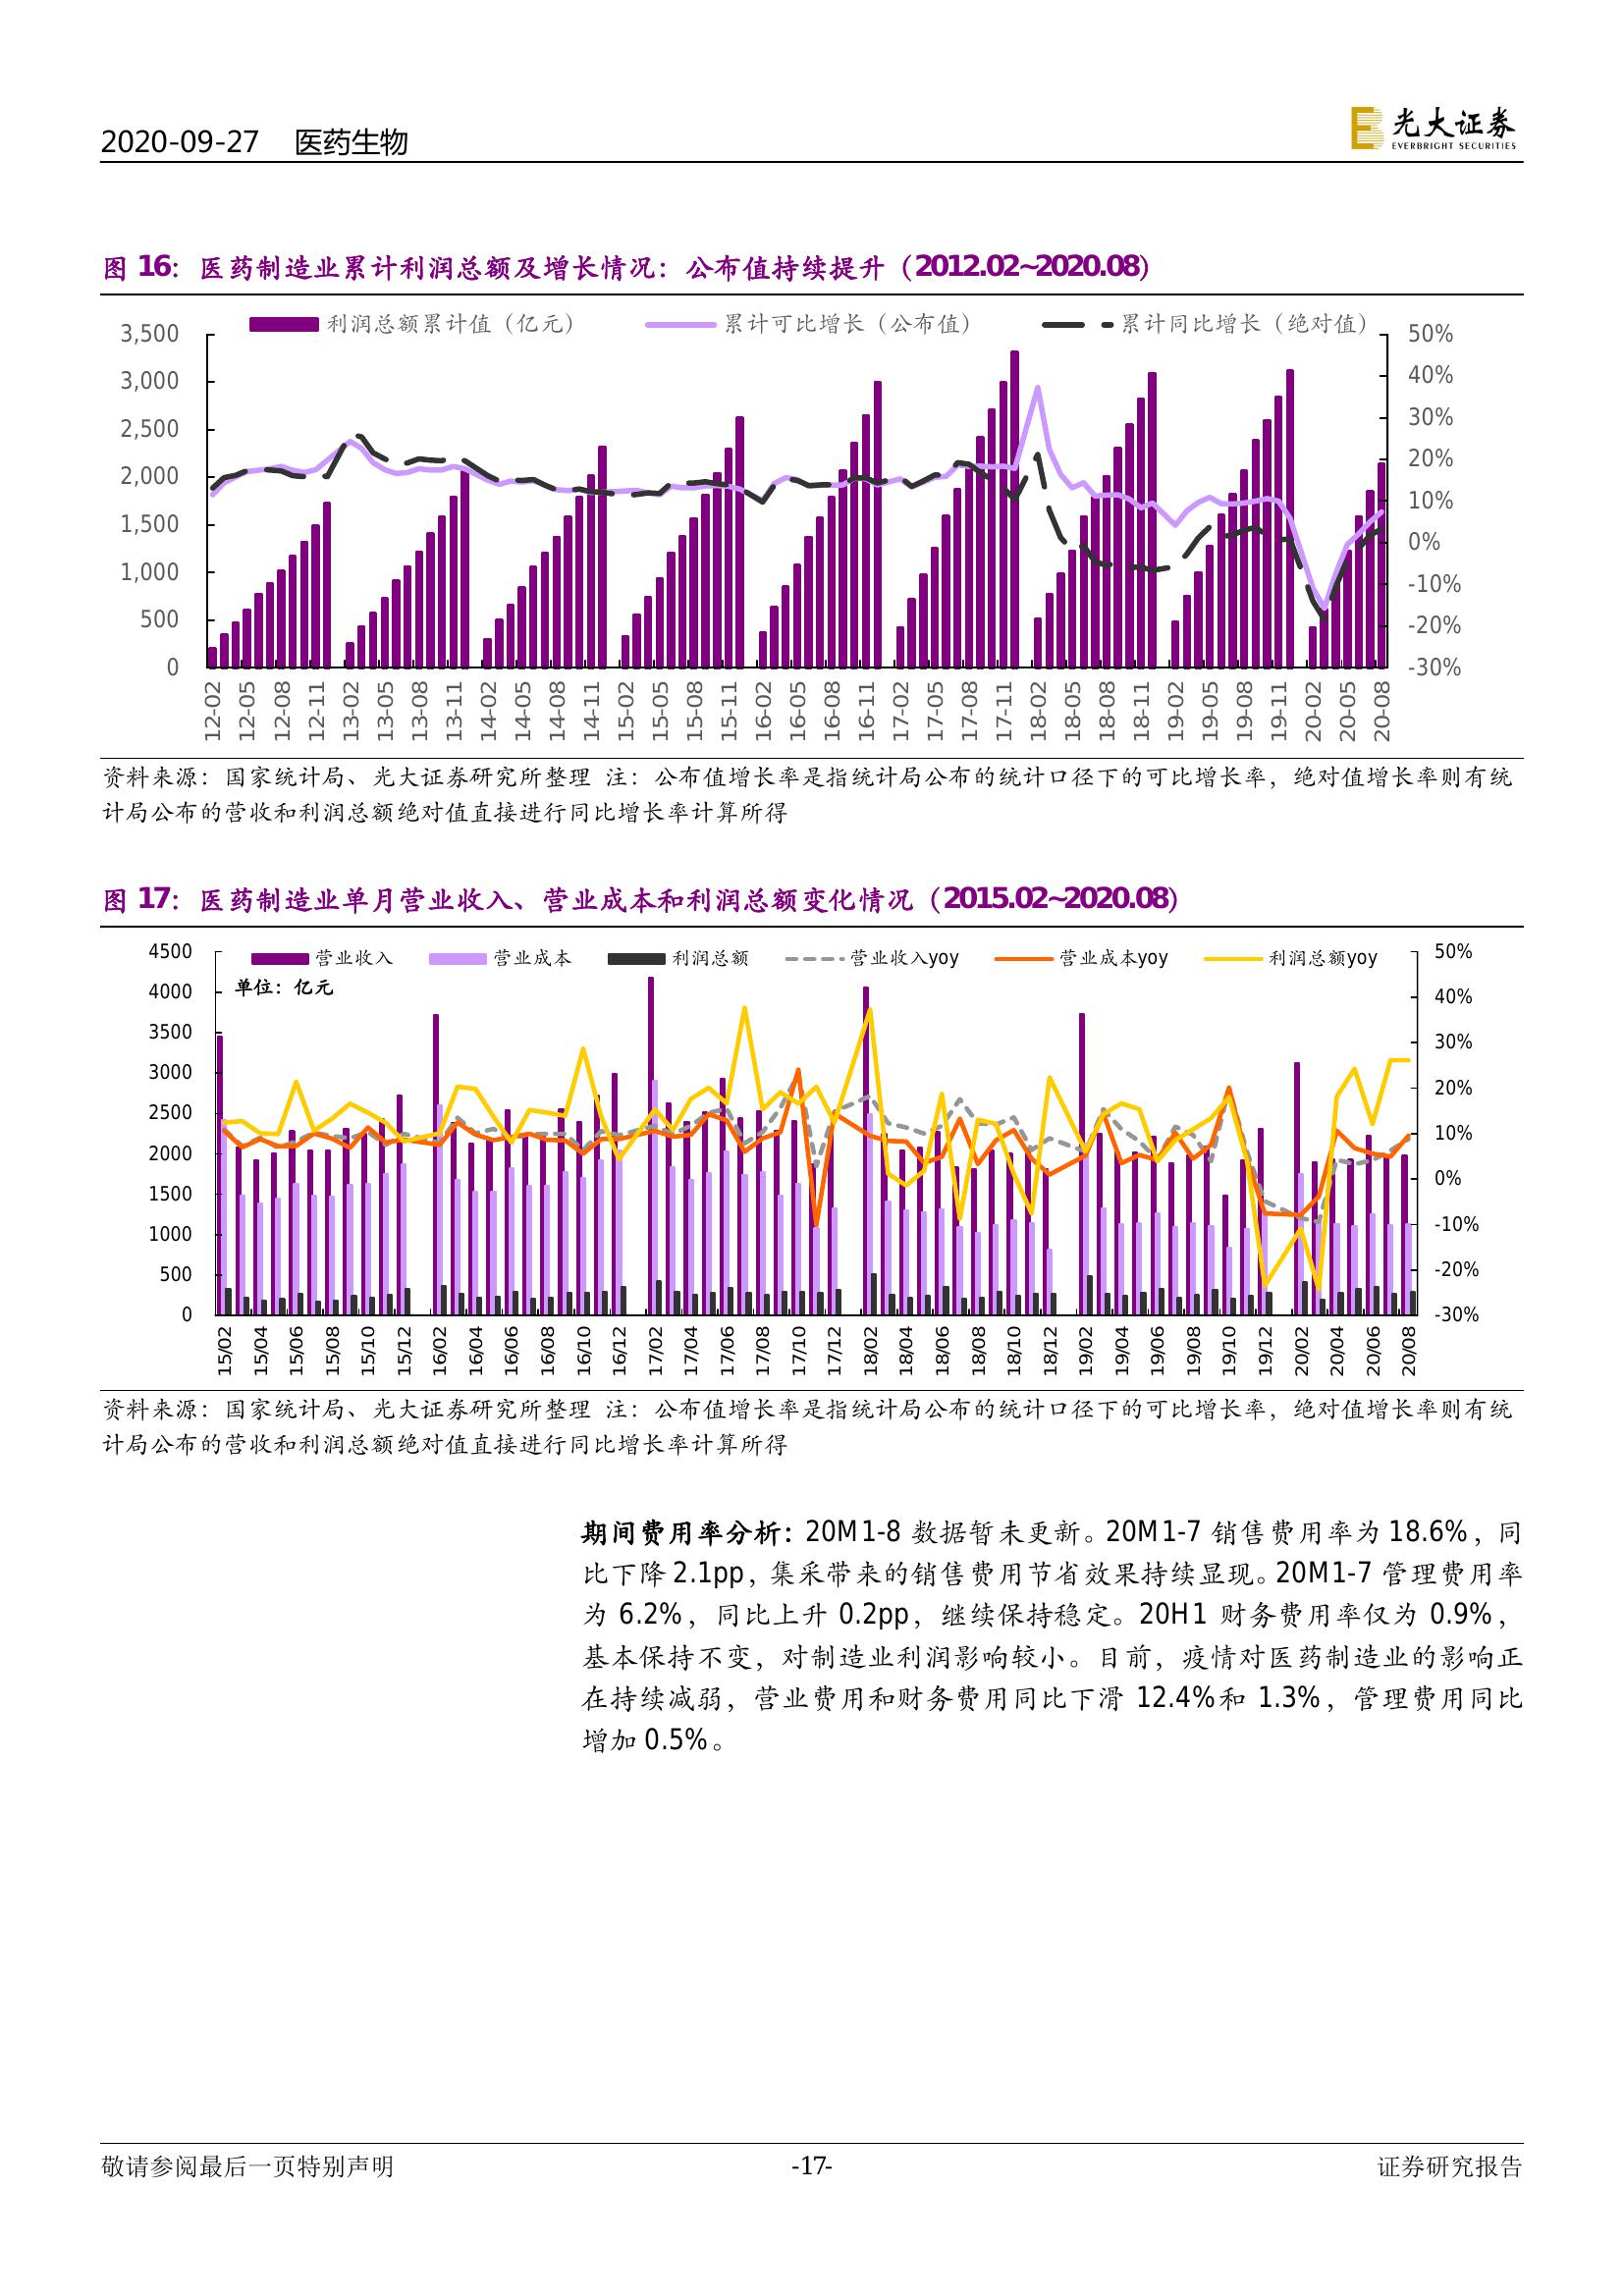 2020-09-27 医药生物
光大证券
EVERBRIGHT SECURITIES
图 16：医药制造业累计利润总额及增长情况：公布值持续提升（2012.02~2020.08）
利润总额累计值（亿元） 累计可比增长（公布值） 累计同比增长（绝对值）
3,500 50%
3,000 40%
2,500 30%
2,000 20%
1,500 10%
1,000 0%
500 -10%
0 -20%
-30%
12-02 12-05 12-08 12-11 13-02 13-05 13-08 13-11 14-02 14-05 14-08 14-11 15-02 15-05 15-08 15-11 16-02 16-05 16-08 16-11 17-02 17-05 17-08 17-11 18-02 18-05 18-08 18-11 19-02 19-05 19-08 19-11 20-02 20-05 20-08
资料来源：国家统计局、光大证券研究所整理 注：公布值增长率是指统计局公布的统计口径下的可比增长率，绝对值增长率则有统
计局公布的营收和利润总额绝对值直接进行同比增长率计算所得
图 17：医药制造业单月营业收入、营业成本和利润总额变化情况（2015.02~2020.08）
营业收入 营业成本 利润总额 营业收入yoy 营业成本yoy 利润总额yoy
单位：亿元
4500 50%
4000 40%
3500 30%
3000 20%
2500 10%
2000 0%
1500 -10%
1000 -20%
500 -30%
0
15/02 15/04 15/06 15/08 15/10 15/12 16/02 16/04 16/06 16/08 16/10 16/12 17/02 17/04 17/06 17/08 17/10 17/12 18/02 18/04 18/06 18/08 18/10 18/12 19/02 19/04 19/06 19/08 19/10 19/12 20/02 20/04 20/06 20/08
资料来源：国家统计局、光大证券研究所整理 注：公布值增长率是指统计局公布的统计口径下的可比增长率，绝对值增长率则有统
计局公布的营收和利润总额绝对值直接进行同比增长率计算所得
期间费用率分析：20M1-8 数据暂未更新。20M1-7 销售费用率为 18.6%，同
比下降 2.1pp，集采带来的销售费用节省效果持续显现。20M1-7 管理费用率
为 6.2%，同比上升 0.2pp，继续保持稳定。20H1 财务费用率仅为 0.9%，
基本保持不变，对制造业利润影响较小。目前，疫情对医药制造业的影响正
在持续减弱，营业费用和财务费用同比下滑 12.4%和 1.3%，管理费用同比
增加 0.5%。
敬请参阅最后一页特别声明 -17- 证券研究报告